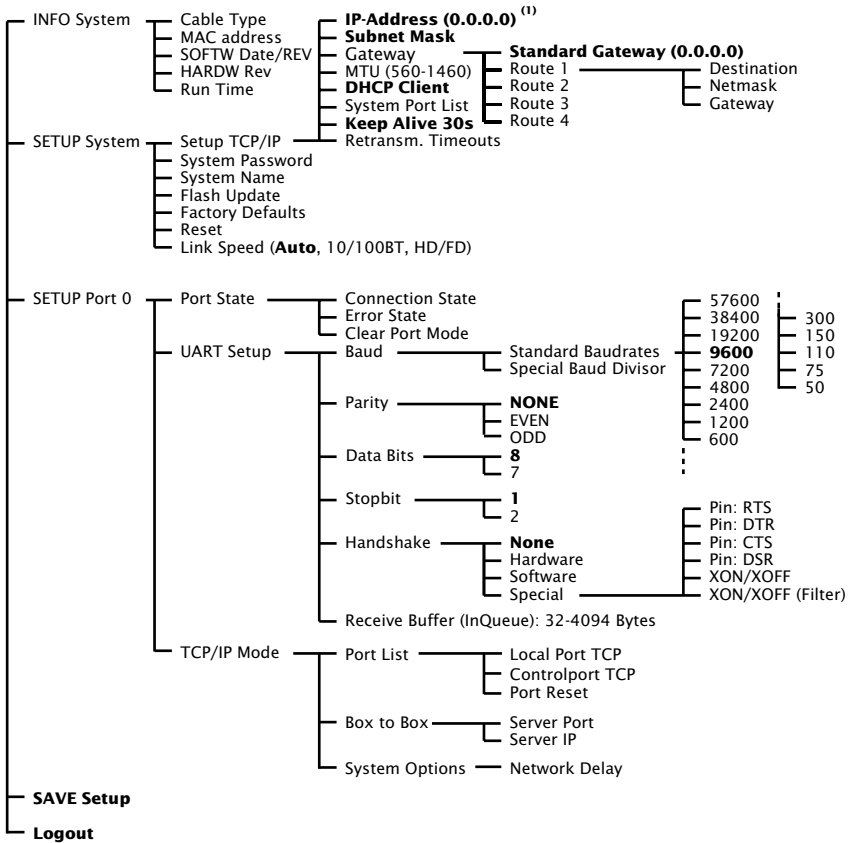 INFO System
Cable Type
MAC address
SOFTW Date/REV
HARDW Rev
Run Time
IP-Address (0.0.0.0) (1)
Subnet Mask
Gateway
MTU (560-1460)
DHCP Client
System Port List
Keep Alive 30s
Retransm. Timeouts
Standard Gateway (0.0.0.0)
Route 1
Route 2
Route 3
Route 4
Destination
Netmask
Gateway
SETUP System
Setup TCP/IP
System Password
System Name
Flash Update
Factory Defaults
Reset
Link Speed (Auto, 10/100BT, HD/FD)
SETUP Port 0
Port State
Connection State
Error State
Clear Port Mode
UART Setup
Baud
Standard Baudrates
Special Baud Divisor
57600
38400
19200
9600
7200
4800
2400
1200
600
300
150
110
75
50
Parity
NONE
EVEN
ODD
Data Bits
8
7
Stopbit
1
2
Handshake
None
Hardware
Software
Special
Pin: RTS
Pin: DTR
Pin: CTS
Pin: DSR
XON/XOFF
XON/XOFF (Filter)
Receive Buffer (InQueue): 32-4094 Bytes
TCP/IP Mode
Port List
Local Port TCP
Controlport TCP
Port Reset
Box to Box
Server Port
Server IP
System Options
Network Delay
SAVE Setup
Logout